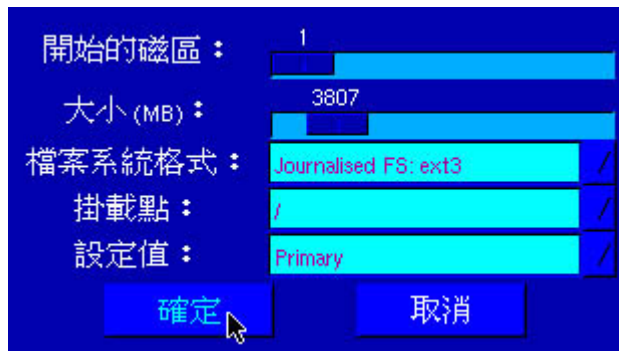 開始的磁區： 1
大小(MB)： 3807
檔案系統格式： Journalised FS: ext3 /
掛載點： / /
設定值： Primary /
確定 取消